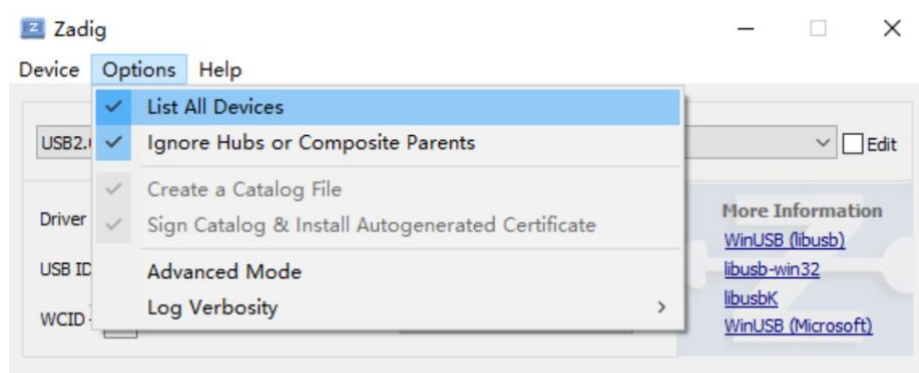 Zadig
Device Options Help
List All Devices
Ignore Hubs or Composite Parents
Create a Catalog File
Sign Catalog & Install Autogenerated Certificate
Advanced Mode
Log Verbosity
USB2. Edit
Driver
USB ID
WCID
More Information
WinUSB (libusb)
libusb-win32
libusbK
WinUSB (Microsoft)